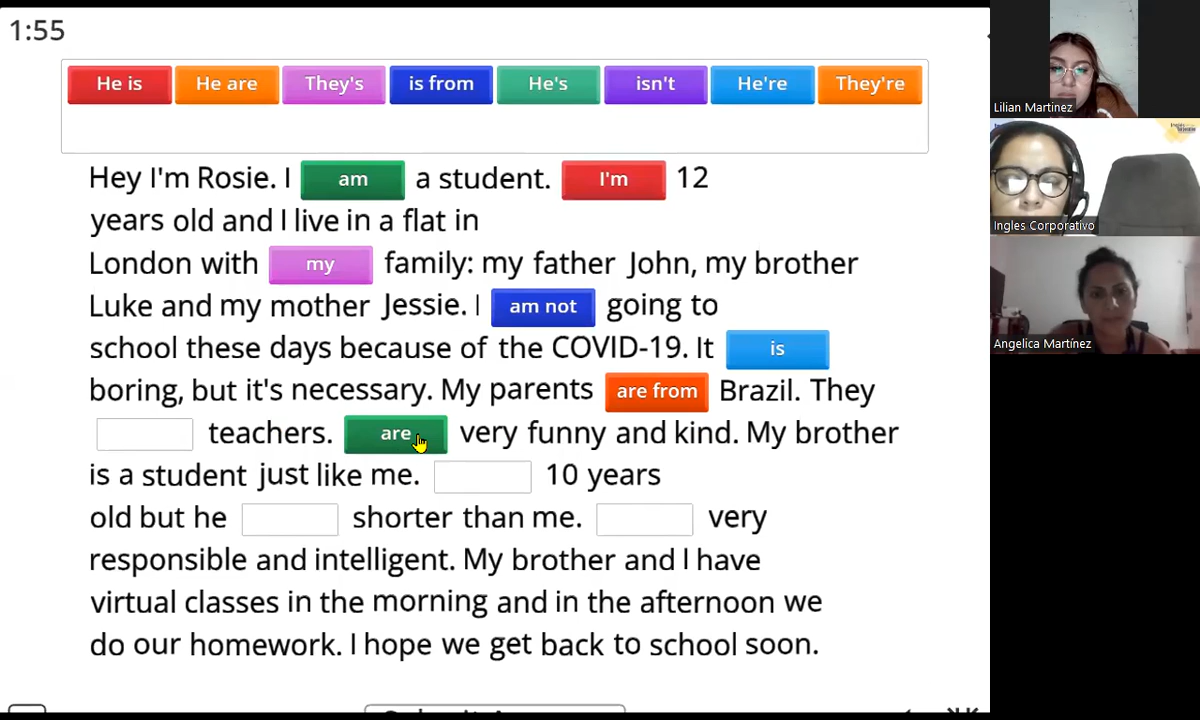 1:55
He is He are They's is from He's isn't He're They're
Hey I'm Rosie. I am a student. I'm 12
years old and I live in a flat in
London with my family: my father John, my brother
Luke and my mother Jessie. I am not going to
school these days because of the COVID-19. It is
boring, but it's necessary. My parents are from Brazil. They
teachers. are very funny and kind. My brother
is a student just like me. 10 years
old but he shorter than me. very
responsible and intelligent. My brother and I have
virtual classes in the morning and in the afternoon we
do our homework. I hope we get back to school soon.
Lilian Martinez
Ingles Corporativo
Angelica Martínez